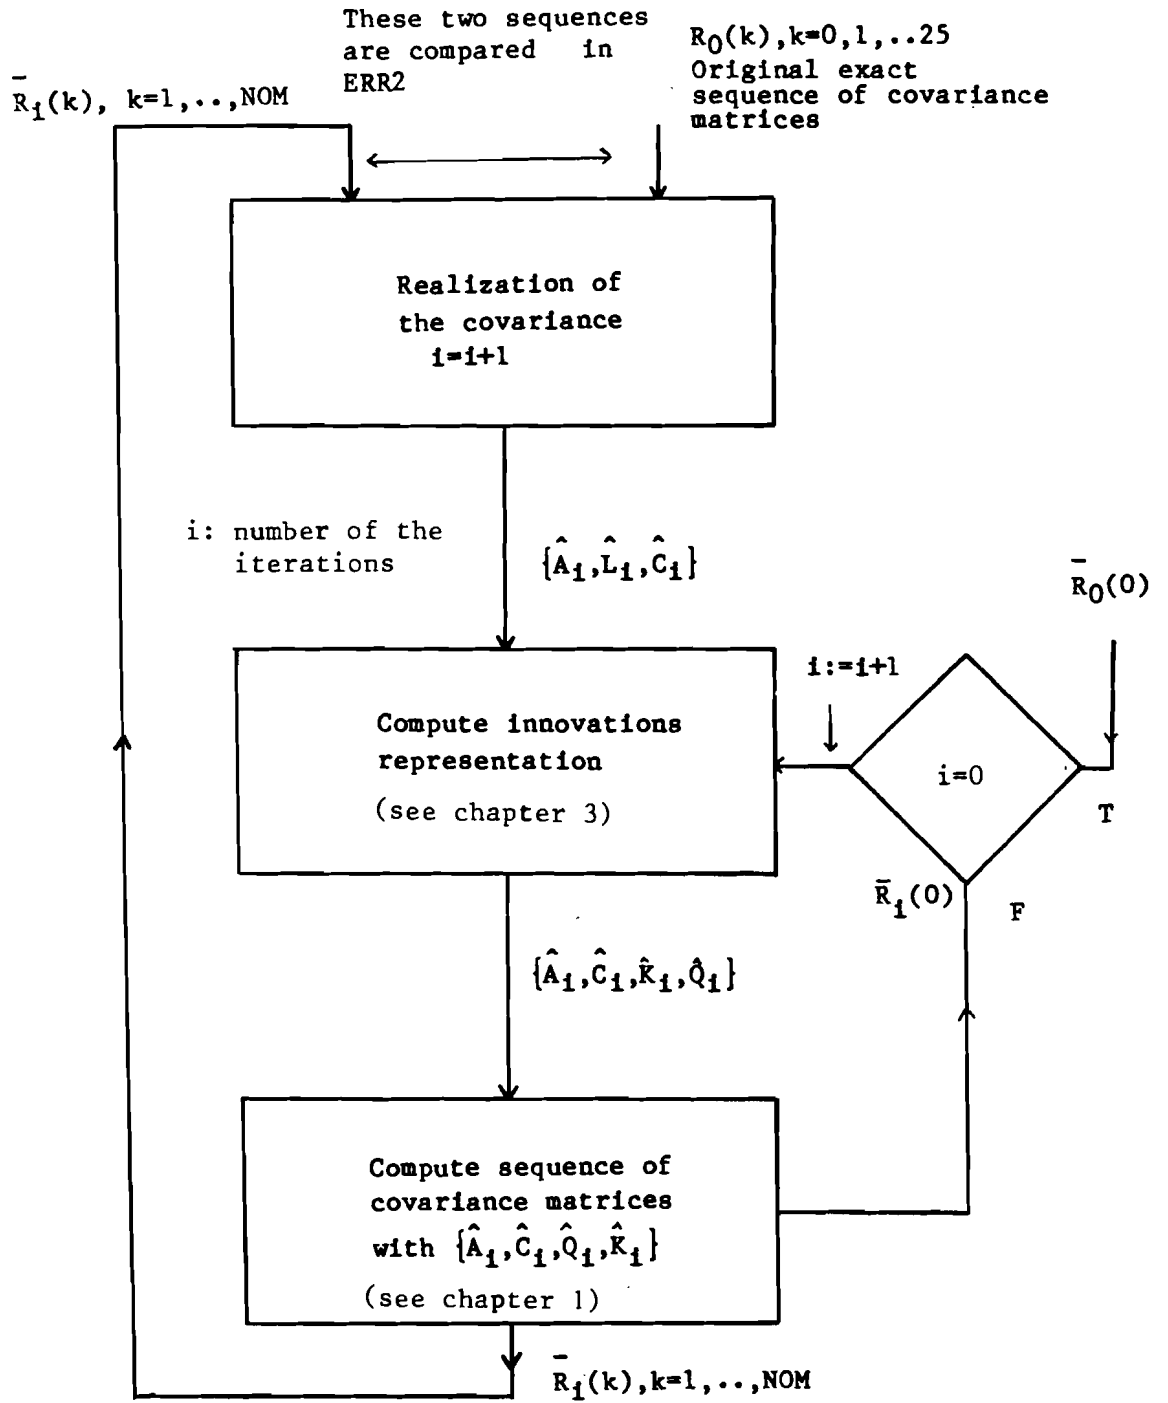 These two sequences
are compared in
ERR2
R̄i(k), k=1,..,NOM
R0(k),k=0,1,..25
Original exact
sequence of covariance
matrices
Realization of
the covariance
i=i+1
i: number of the
iterations
{Âi,L̂i,Ĉi}
R̄0(0)
i:=i+1
Compute innovations
representation
(see chapter 3)
i=0
T
R̄i(0)
F
{Âi,Ĉi,K̂i,Q̂i}
Compute sequence of
covariance matrices
with {Âi,Ĉi,Q̂i,K̂i}
(see chapter 1)
R̄i(k),k=1,..,NOM